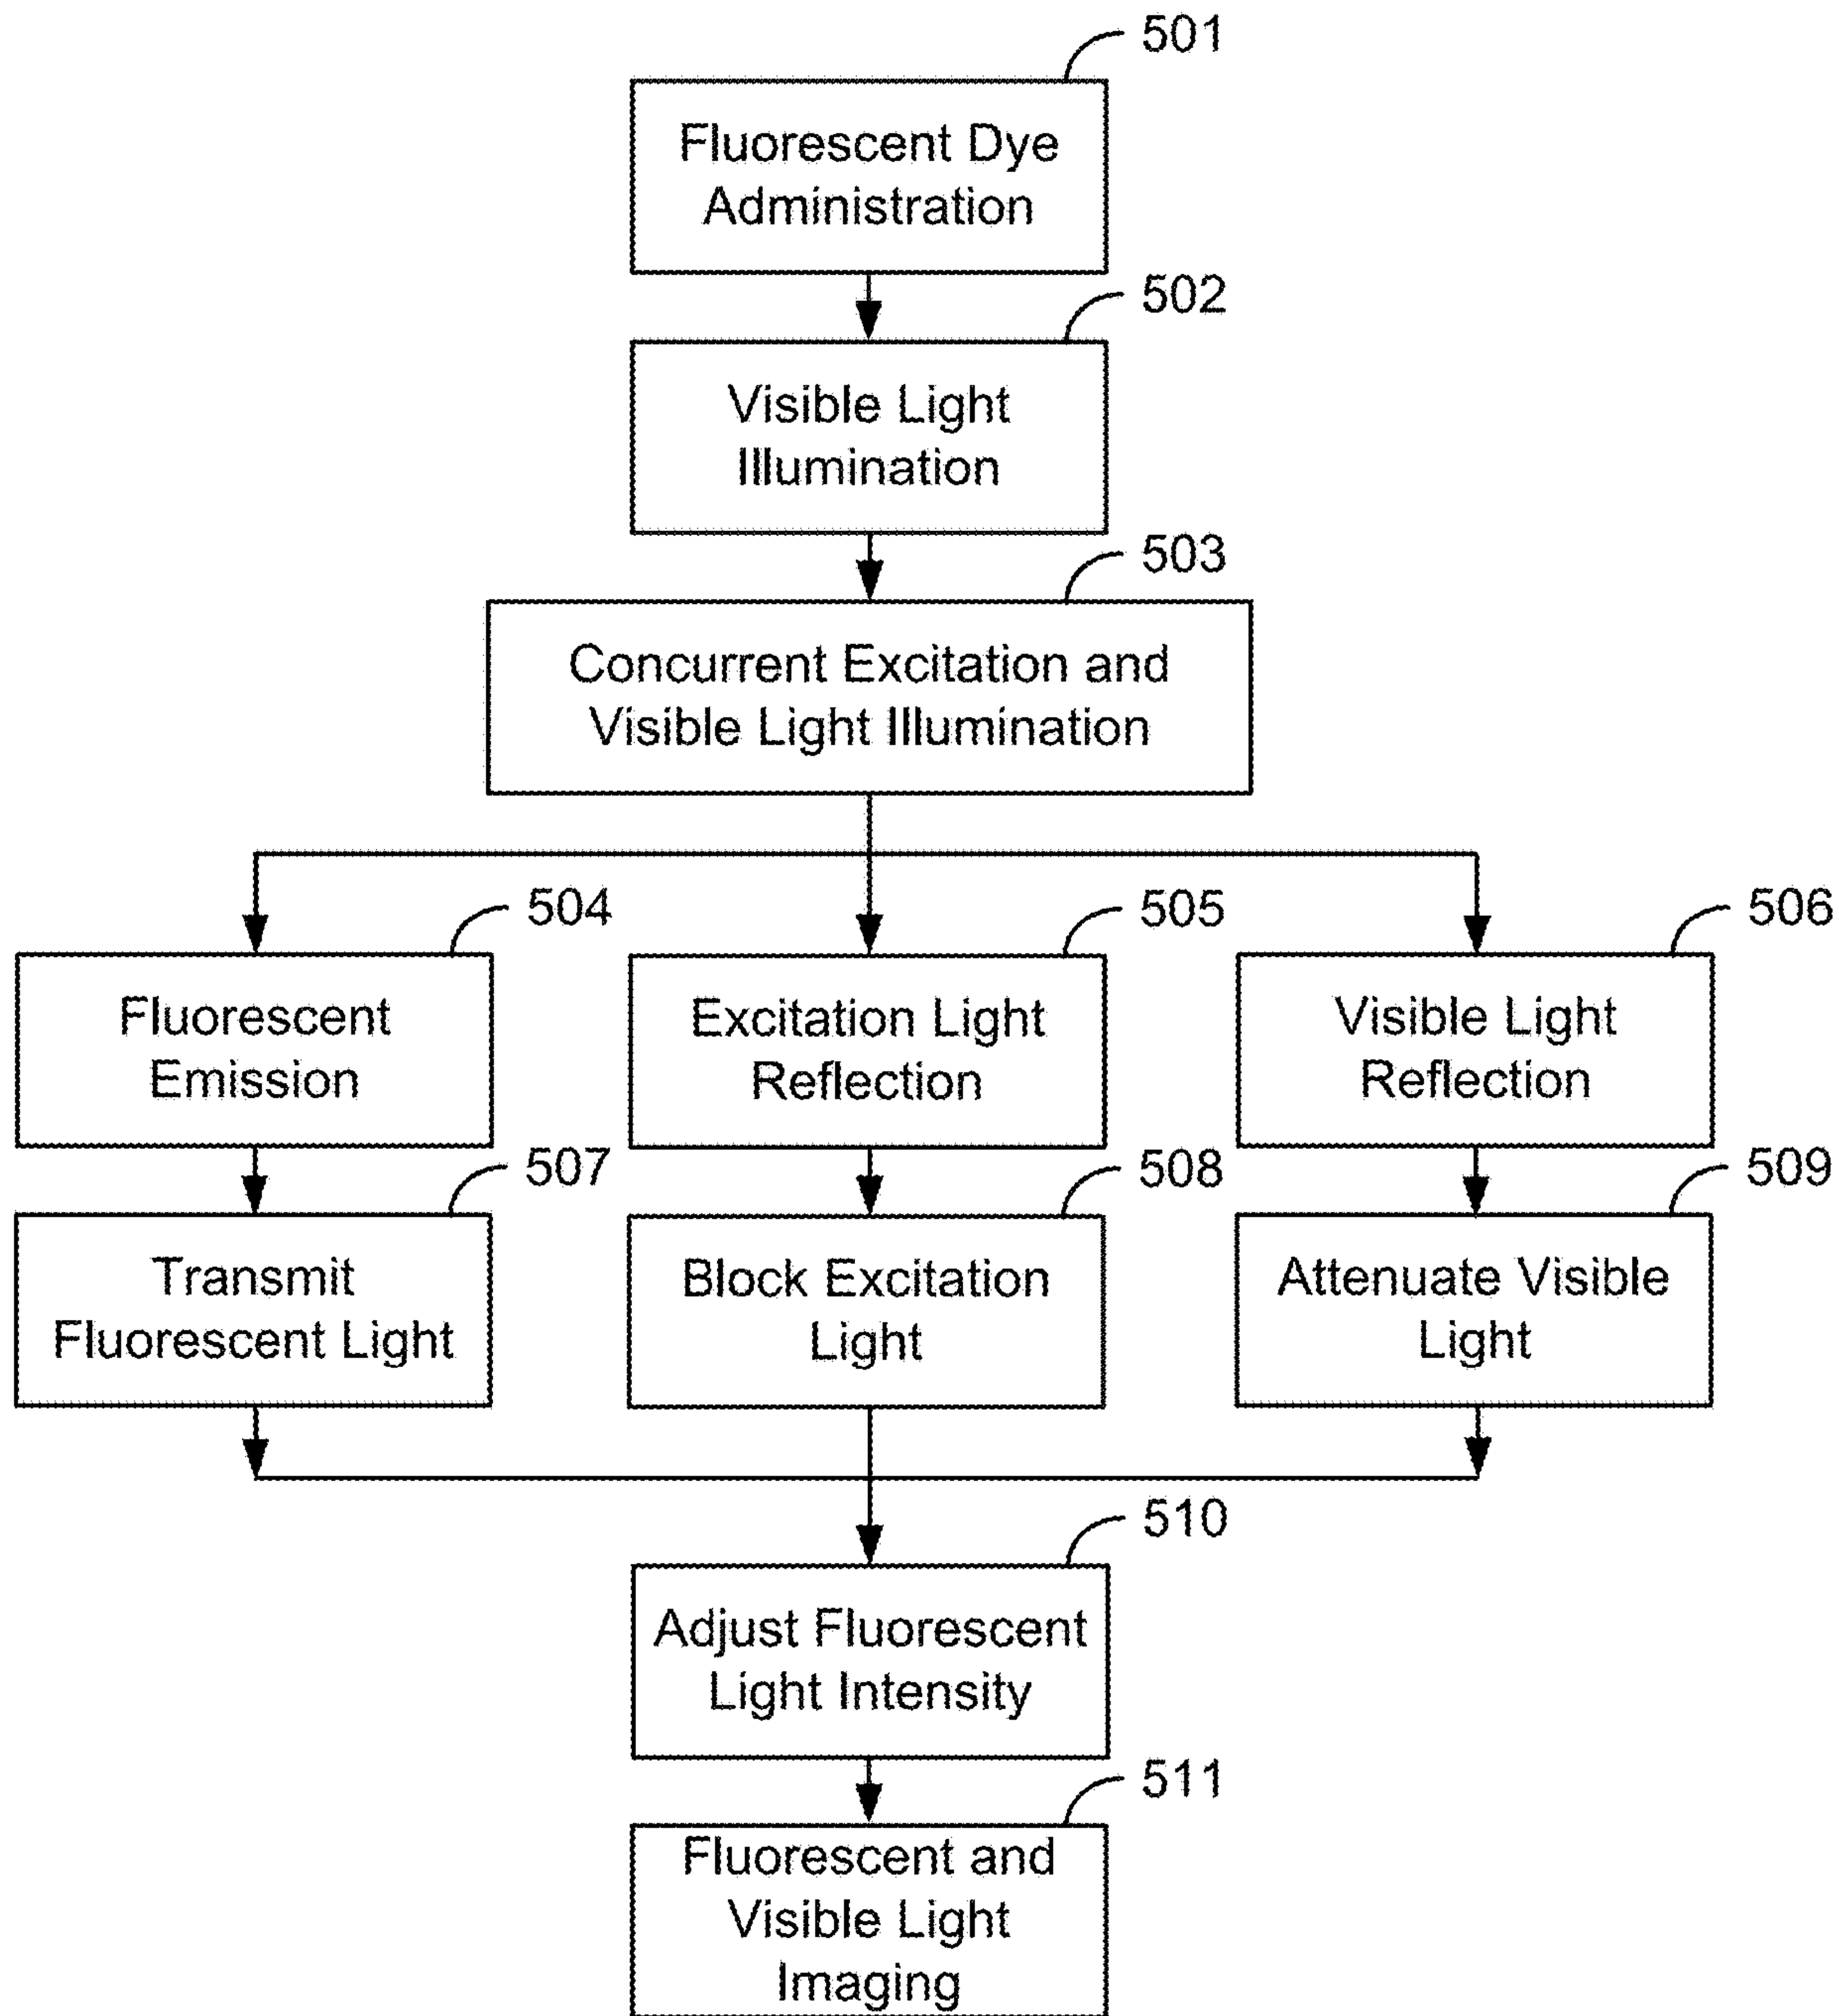 501
Fluorescent Dye
Administration
502
Visible Light
Illumination
503
Concurrent Excitation and
Visible Light Illumination
504
505
506
Fluorescent
Emission
Excitation Light
Reflection
Visible Light
Reflection
507
508
509
Transmit
Fluorescent Light
Block Excitation
Light
Attenuate Visible
Light
510
Adjust Fluorescent
Light Intensity
511
Fluorescent and
Visible Light
Imaging